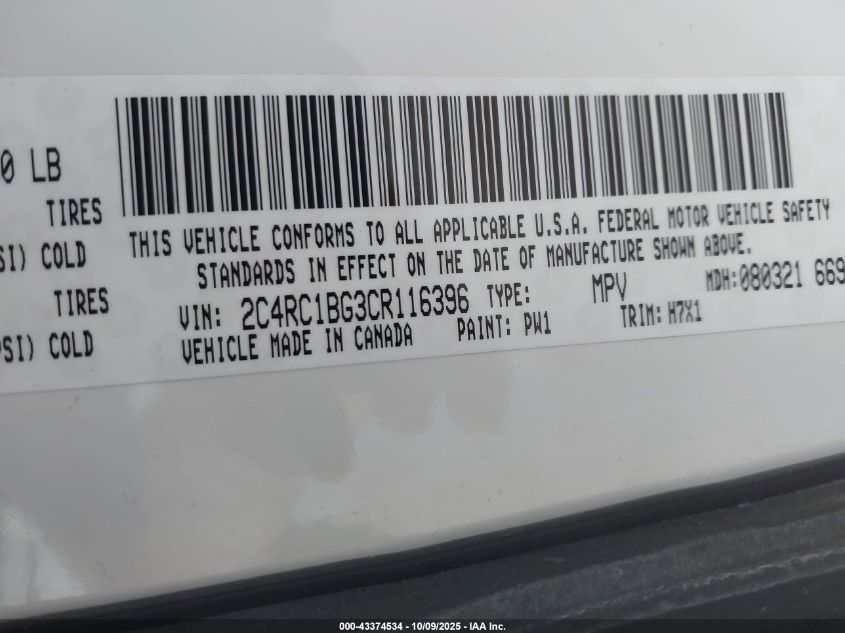 0 LB
TIRES
SI) COLD
TIRES
SI) COLD
THIS VEHICLE CONFORMS TO ALL APPLICABLE U.S.A. FEDERAL MOTOR VEHICLE SAFETY
STANDARDS IN EFFECT ON THE DATE OF MANUFACTURE SHOWN ABOVE.
VIN: 2C4RC1BG3CR116396 TYPE: MPV MDH: 080321 669
VEHICLE MADE IN CANADA PAINT: PW1 TRIM: H7X1
000-43374534 - 10/09/2025 - IAA Inc.